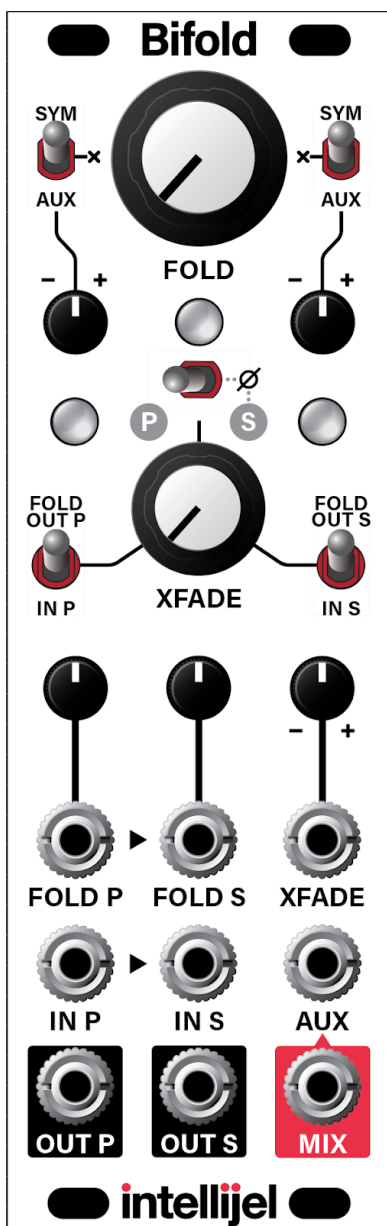 Bifold
SYM SYM
× ×
AUX AUX
FOLD
- + - +
ø
P S
FOLD OUT P FOLD OUT S
IN P IN S
XFADE
- +
FOLD P FOLD S XFADE
IN P IN S AUX
OUT P OUT S MIX
intellijel